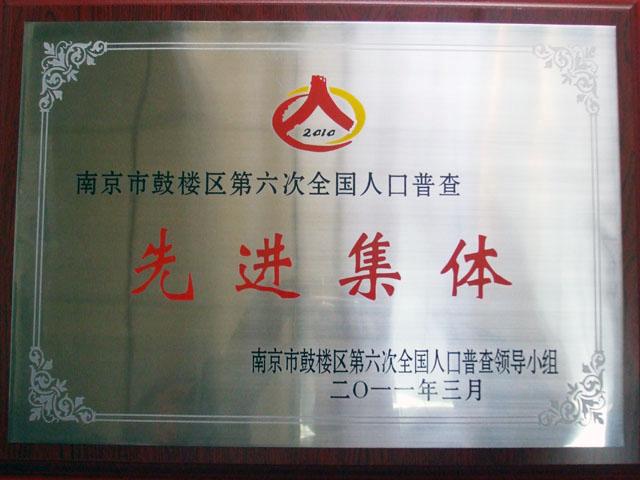 2010
南京市鼓楼区第六次全国人口普查
先进集体
南京市鼓楼区第六次全国人口普查领导小组
二〇一一年三月